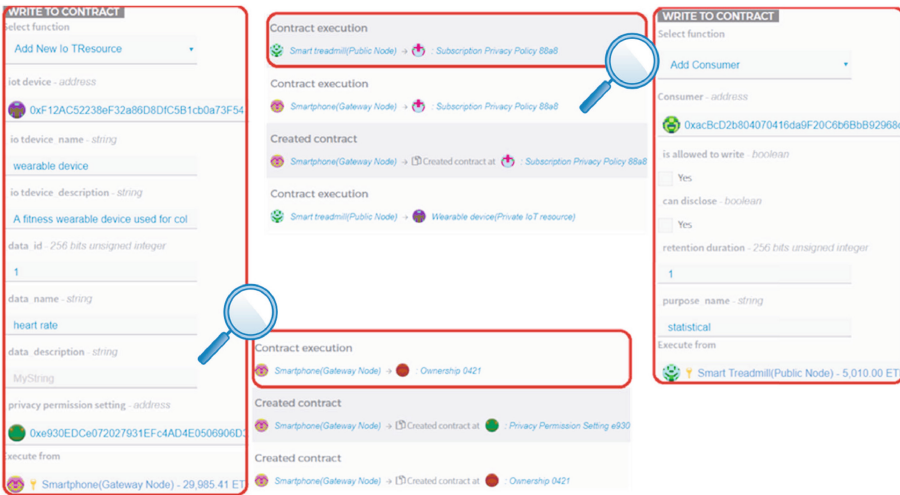 WRITE TO CONTRACT
Select function
Add New Io TResource
iot device - address
0xF12AC52238eF32a86D8DfC5B1cb0a73F54
io tdevice name - string
wearable device
io tdevice description - string
A fitness wearable device used for col
data id - 256 bits unsigned integer
1
data name - string
heart rate
data description - string
MyString
privacy permission setting - address
0xe930EDCe072027931EFc4AD4E0506906D3
Execute from
Smartphone(Gateway Node) - 29,985.41 ET
Contract execution
Smart treadmill(Public Node) → : Subscription Privacy Policy 88a8
Contract execution
Smartphone(Gateway Node) → : Subscription Privacy Policy 88a8
Created contract
Smartphone(Gateway Node) → Created contract at : Subscription Privacy Policy 88a8
Contract execution
Smart treadmill(Public Node) → Wearable device(Private IoT resource)
Contract execution
Smartphone(Gateway Node) → : Ownership 0421
Created contract
Smartphone(Gateway Node) → Created contract at : Privacy Permission Setting e930
Created contract
Smartphone(Gateway Node) → Created contract at : Ownership 0421
WRITE TO CONTRACT
Select function
Add Consumer
Consumer - address
0xacBcD2b804070416da9F20C6b6BbB92968
is allowed to write - boolean
Yes
can disclose - boolean
Yes
retention duration - 256 bits unsigned integer
1
purpose name - string
statistical
Execute from
Smart Treadmill(Public Node) - 5,010.00 ET